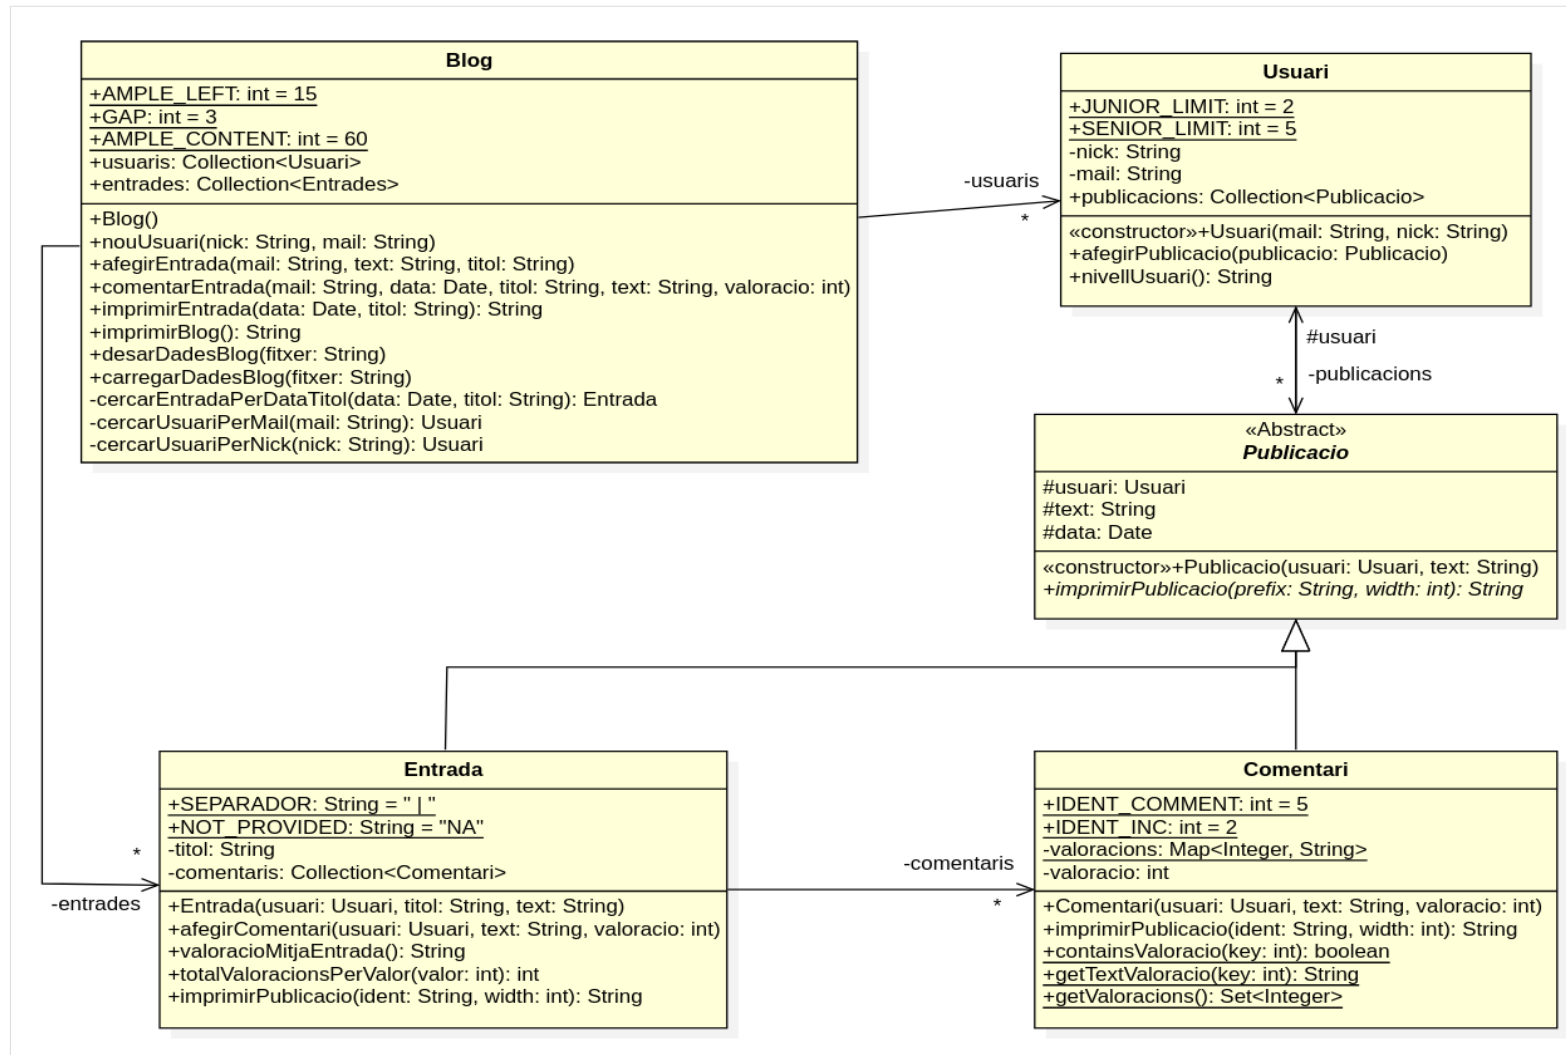 Blog
+AMPLE_LEFT: int = 15
+GAP: int = 3
+AMPLE_CONTENT: int = 60
+usuaris: Collection<Usuari>
+entrades: Collection<Entrades>
+Blog()
+nouUsuari(nick: String, mail: String)
+afegirEntrada(mail: String, text: String, titol: String)
+comentarEntrada(mail: String, data: Date, titol: String, text: String, valoracio: int)
+imprimirEntrada(data: Date, titol: String): String
+imprimirBlog(): String
+desarDadesBlog(fitxer: String)
+carregarDadesBlog(fitxer: String)
-cercarEntradaPerDataTitol(data: Date, titol: String): Entrada
-cercarUsuariPerMail(mail: String): Usuari
-cercarUsuariPerNick(nick: String): Usuari
-usuaris
*
Usuari
+JUNIOR_LIMIT: int = 2
+SENIOR_LIMIT: int = 5
-nick: String
-mail: String
+publicacions: Collection<Publicacio>
«constructor»+Usuari(mail: String, nick: String)
+afegirPublicacio(publicacio: Publicacio)
+nivellUsuari(): String
#usuari
-publicacions
*
«Abstract»
Publicacio
#usuari: Usuari
#text: String
#data: Date
«constructor»+Publicacio(usuari: Usuari, text: String)
+imprimirPublicacio(prefix: String, width: int): String
*
-entrades
Entrada
+SEPARADOR: String = " | "
+NOT_PROVIDED: String = "NA"
-titol: String
-comentaris: Collection<Comentari>
+Entrada(usuari: Usuari, titol: String, text: String)
+afegirComentari(usuari: Usuari, text: String, valoracio: int)
+valoracioMitjaEntrada(): String
+totalValoracionsPerValor(valor: int): int
+imprimirPublicacio(ident: String, width: int): String
-comentaris
*
Comentari
+IDENT_COMMENT: int = 5
+IDENT_INC: int = 2
-valoracions: Map<Integer, String>
-valoracio: int
+Comentari(usuari: Usuari, text: String, valoracio: int)
+imprimirPublicacio(ident: String, width: int): String
+containsValoracio(key: int): boolean
+getTextValoracio(key: int): String
+getValoracions(): Set<Integer>